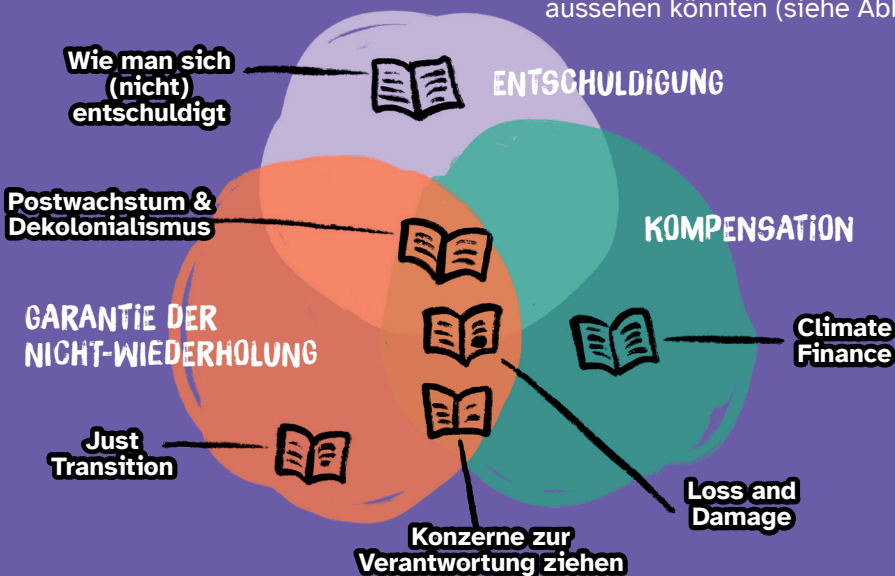 aussehen könnten (siehe
Wie man sich
(nicht)
entschuldigt
ENTSCHULDiGUNG
Postwachstum &
Dekolonialismus
KOMPENSATiON
GARANTiE DER
NiCHT-WiEDERHOLUNG
Climate
Finance
Just
Transition
Loss and
Damage
Konzerne zur
Verantwortung ziehen